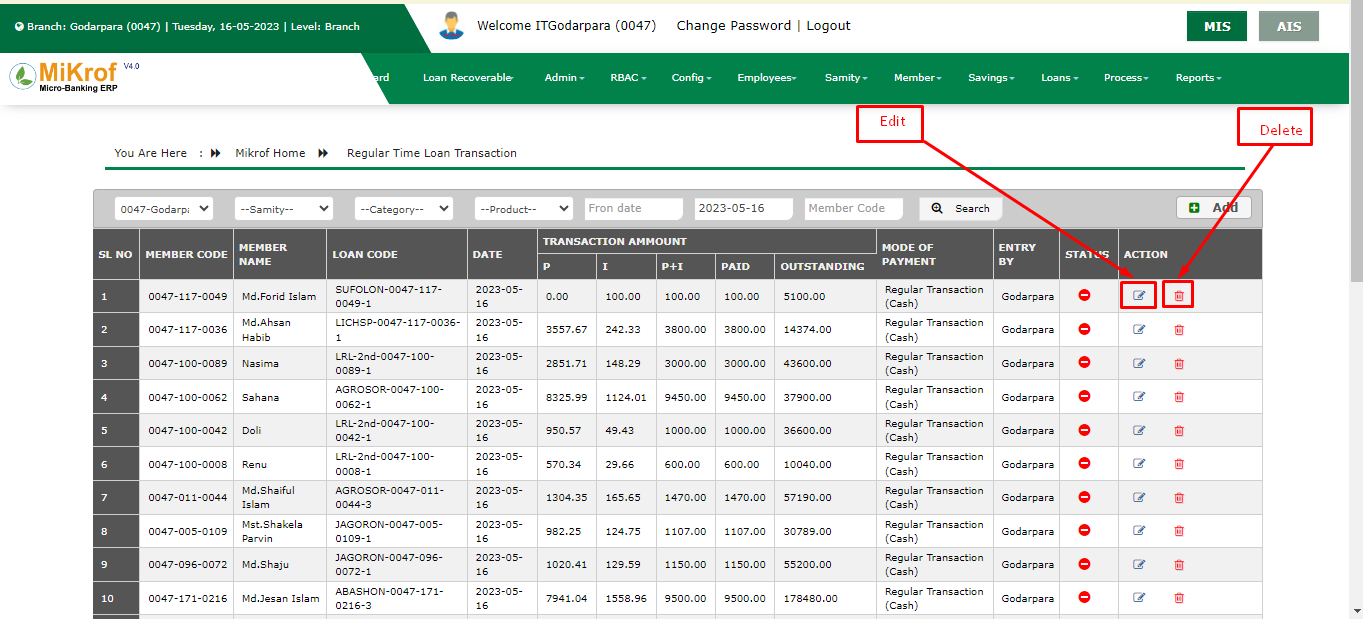 Branch: Godarpara (0047) | Tuesday, 16-05-2023 | Level: Branch
Welcome ITGodarpara (0047) Change Password | Logout
MIS AIS
MiKrof V4.0
Micro-Banking ERP
ard Loan Recoverable Admin RBAC Config Employees Samity Member Savings Loans Process Reports
Edit
Delete
You Are Here : Mikrof Home Regular Time Loan Transaction
0047-Godarpa --Samity-- --Category-- --Product-- Fron date 2023-05-16 Member Code Search Add
SL NO MEMBER CODE MEMBER NAME LOAN CODE DATE TRANSACTION AMMOUNT MODE OF PAYMENT ENTRY BY STATUS ACTION
P I P+I PAID OUTSTANDING
1 0047-117-0049 Md.Forid Islam SUFOLON-0047-117-0049-1 2023-05-16 0.00 100.00 100.00 100.00 5100.00 Regular Transaction (Cash) Godarpara
2 0047-117-0036 Md.Ahsan Habib LICHSP-0047-117-0036-1 2023-05-16 3557.67 242.33 3800.00 3800.00 14374.00 Regular Transaction (Cash) Godarpara
3 0047-100-0089 Nasima LRL-2nd-0047-100-0089-1 2023-05-16 2851.71 148.29 3000.00 3000.00 43600.00 Regular Transaction (Cash) Godarpara
4 0047-100-0062 Sahana AGROSOR-0047-100-0062-1 2023-05-16 8325.99 1124.01 9450.00 9450.00 37900.00 Regular Transaction (Cash) Godarpara
5 0047-100-0042 Doli LRL-2nd-0047-100-0042-1 2023-05-16 950.57 49.43 1000.00 1000.00 36600.00 Regular Transaction (Cash) Godarpara
6 0047-100-0008 Renu LRL-2nd-0047-100-0008-1 2023-05-16 570.34 29.66 600.00 600.00 10040.00 Regular Transaction (Cash) Godarpara
7 0047-011-0044 Md.Shaiful Islam AGROSOR-0047-011-0044-3 2023-05-16 1304.35 165.65 1470.00 1470.00 57190.00 Regular Transaction (Cash) Godarpara
8 0047-005-0109 Mst.Shakela Parvin JAGORON-0047-005-0109-1 2023-05-16 982.25 124.75 1107.00 1107.00 30789.00 Regular Transaction (Cash) Godarpara
9 0047-096-0072 Md.Shaju JAGORON-0047-096-0072-1 2023-05-16 1020.41 129.59 1150.00 1150.00 55200.00 Regular Transaction (Cash) Godarpara
10 0047-171-0216 Md.Jesan Islam ABASHON-0047-171-0216-3 2023-05-16 7941.04 1558.96 9500.00 9500.00 178480.00 Regular Transaction (Cash) Godarpara